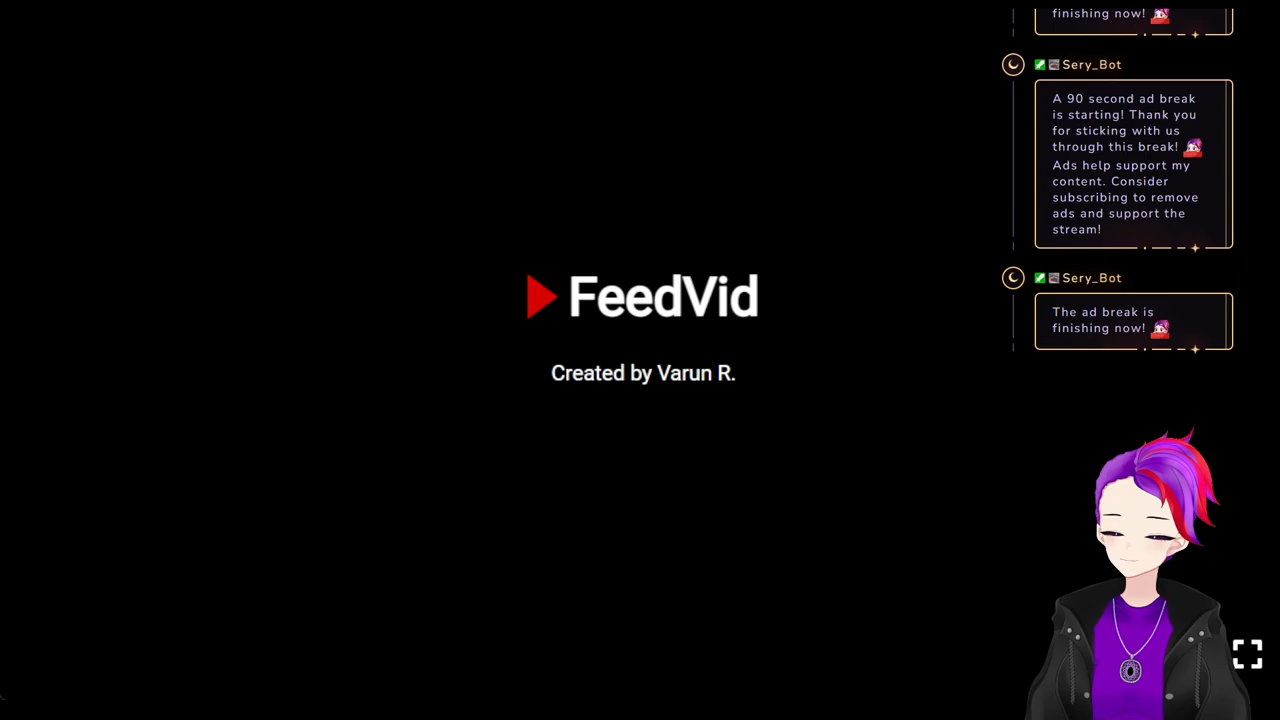 finishing now!
Sery_Bot
A 90 second ad break
is starting! Thank you
for sticking with us
through this break!
Ads help support my
content. Consider
subscribing to remove
ads and support the
stream!
Sery_Bot
The ad break is
finishing now!
FeedVid
Created by Varun R.